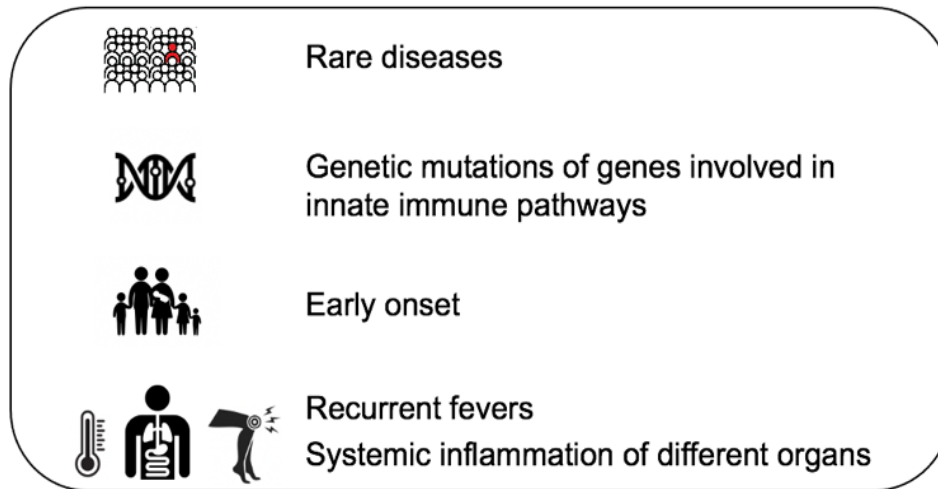 Rare diseases
Genetic mutations of genes involved in
innate immune pathways
Early onset
Recurrent fevers
Systemic inflammation of different organs